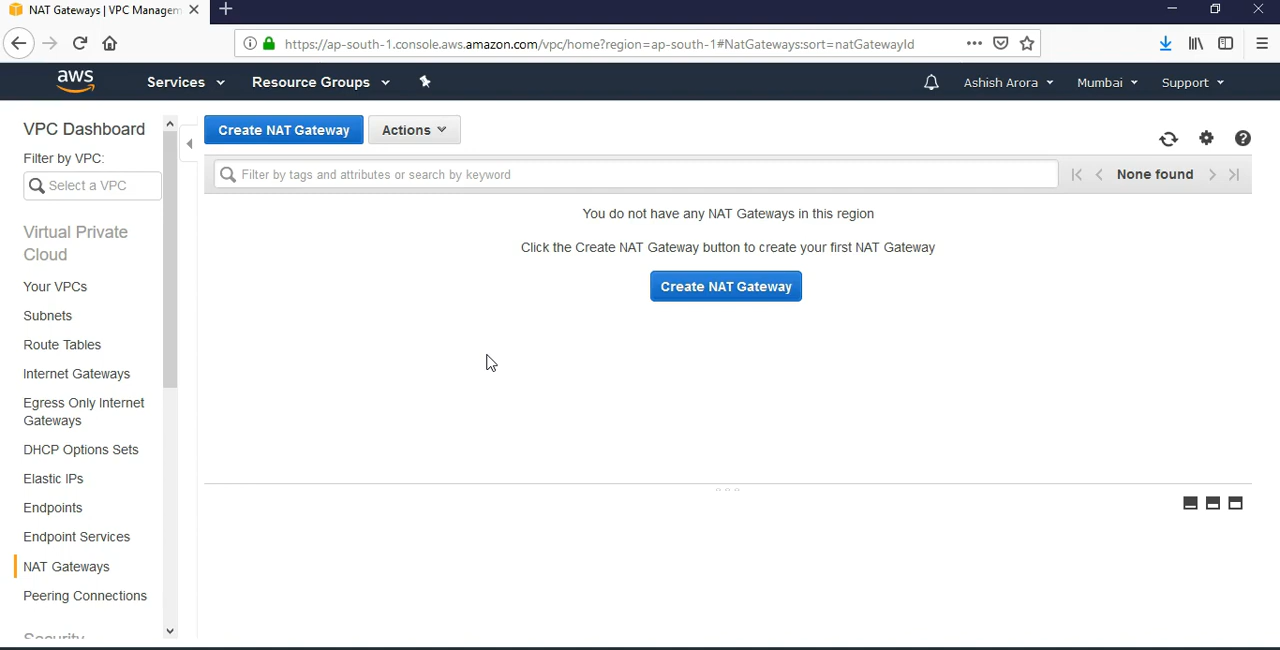 NAT Gateways | VPC Managem
https://ap-south-1.console.aws.amazon.com/vpc/home?region=ap-south-1#NatGateways:sort=natGatewayId
aws
Services
Resource Groups
Ashish Arora
Mumbai
Support
VPC Dashboard
Filter by VPC:
Select a VPC
Virtual Private
Cloud
Your VPCs
Subnets
Route Tables
Internet Gateways
Egress Only Internet
Gateways
DHCP Options Sets
Elastic IPs
Endpoints
Endpoint Services
NAT Gateways
Peering Connections
Security
Create NAT Gateway
Actions
Filter by tags and attributes or search by keyword
None found
You do not have any NAT Gateways in this region
Click the Create NAT Gateway button to create your first NAT Gateway
Create NAT Gateway